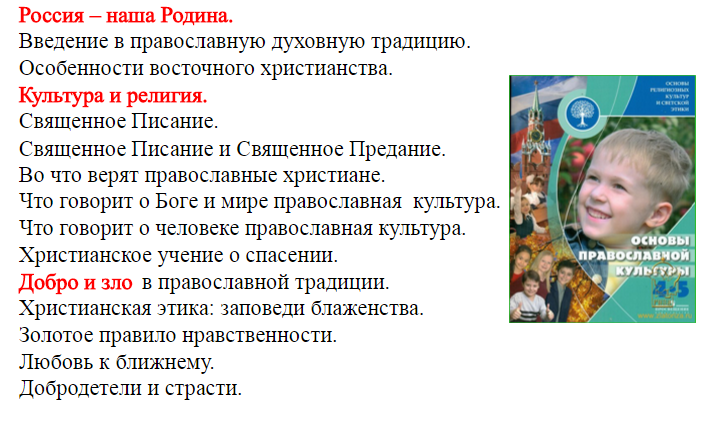 Россия – наша Родина.
Введение в православную духовную традицию.
Особенности восточного христианства.
Культура и религия.
Священное Писание.
Священное Писание и Священное Предание.
Во что верят православные христиане.
Что говорит о Боге и мире православная культура.
Что говорит о человеке православная культура.
Христианское учение о спасении.
Добро и зло в православной традиции.
Христианская этика: заповеди блаженства.
Золотое правило нравственности.
Любовь к ближнему.
Добродетели и страсти.
ОСНОВЫ
РЕЛИГИОЗНЫХ
КУЛЬТУР
И СВЕТСКОЙ
ЭТИКИ
ОСНОВЫ
ПРАВОСЛАВНОЙ
КУЛЬТУРЫ
4-5